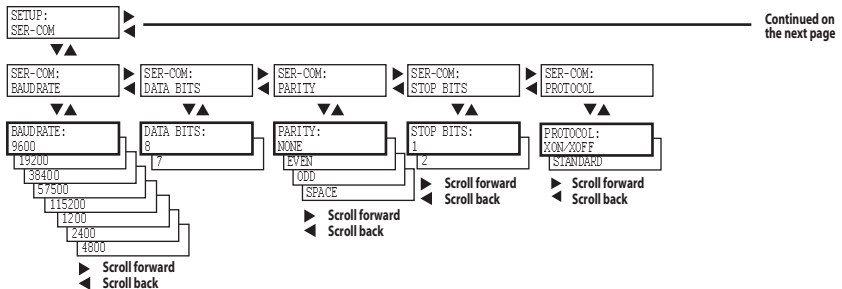 SETUP:
SER-COM
Continued on
the next page
SER-COM:
BAUDRATE
SER-COM:
DATA BITS
SER-COM:
PARITY
SER-COM:
STOP BITS
SER-COM:
PROTOCOL
BAUDRATE:
9600
19200
38400
57500
115200
1200
2400
4800
Scroll forward
Scroll back
DATA BITS:
8
7
PARITY:
NONE
EVEN
ODD
SPACE
Scroll forward
Scroll back
STOP BITS:
1
2
Scroll forward
Scroll back
PROTOCOL:
XON/XOFF
STANDARD
Scroll forward
Scroll back